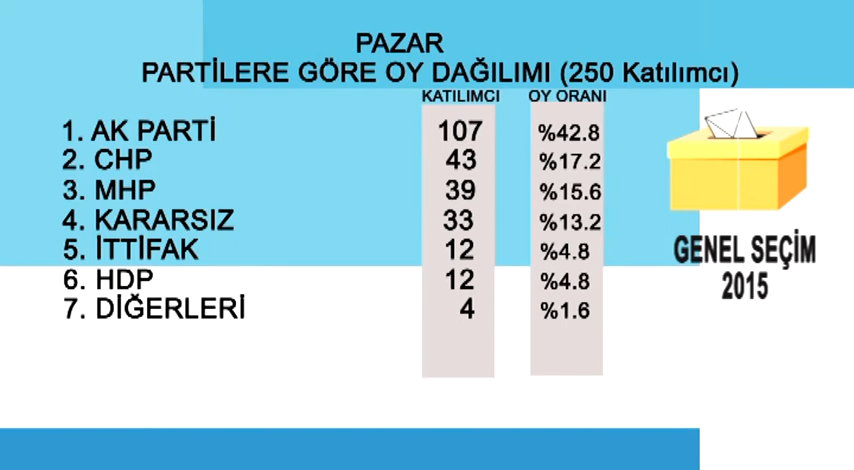 PAZAR
PARTİLERE GÖRE OY DAĞILIMI (250 Katılımcı)
KATILIMCI OY ORANI
1. AK PARTİ 107 %42.8
2. CHP 43 %17.2
3. MHP 39 %15.6
4. KARARSIZ 33 %13.2
5. İTTİFAK 12 %4.8
6. HDP 12 %4.8
7. DİĞERLERİ 4 %1.6
GENEL SEÇİM
2015